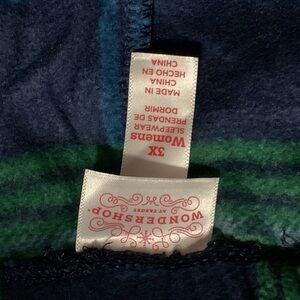 WONDERSHOP
AT TARGET
3X
Womens
SLEEPWEAR
PRENDAS DE
DORMIR
MADE IN
CHINA
HECHO EN
CHINA